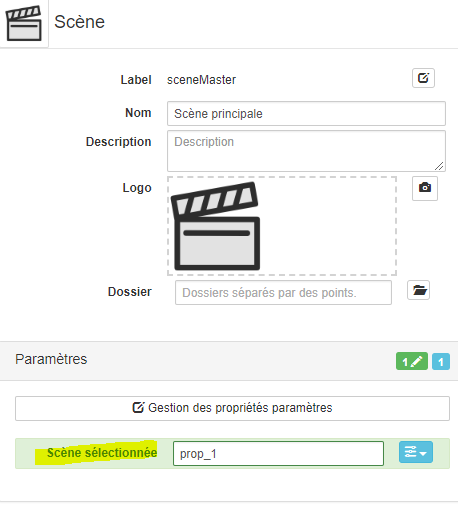 Scène
Label sceneMaster
Nom Scène principale
Description Description
Logo
Dossier Dossiers séparés par des points.
Paramètres 1 1
Gestion des propriétés paramètres
Scène sélectionnée prop_1